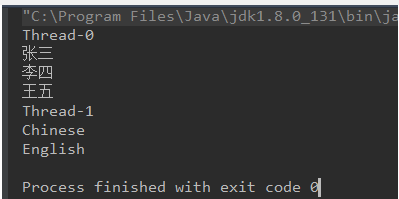 "C:\Program Files\Java\jdk1.8.0_131\bin\ja
Thread-0
张三
李四
王五
Thread-1
Chinese
English
Process finished with exit code 0